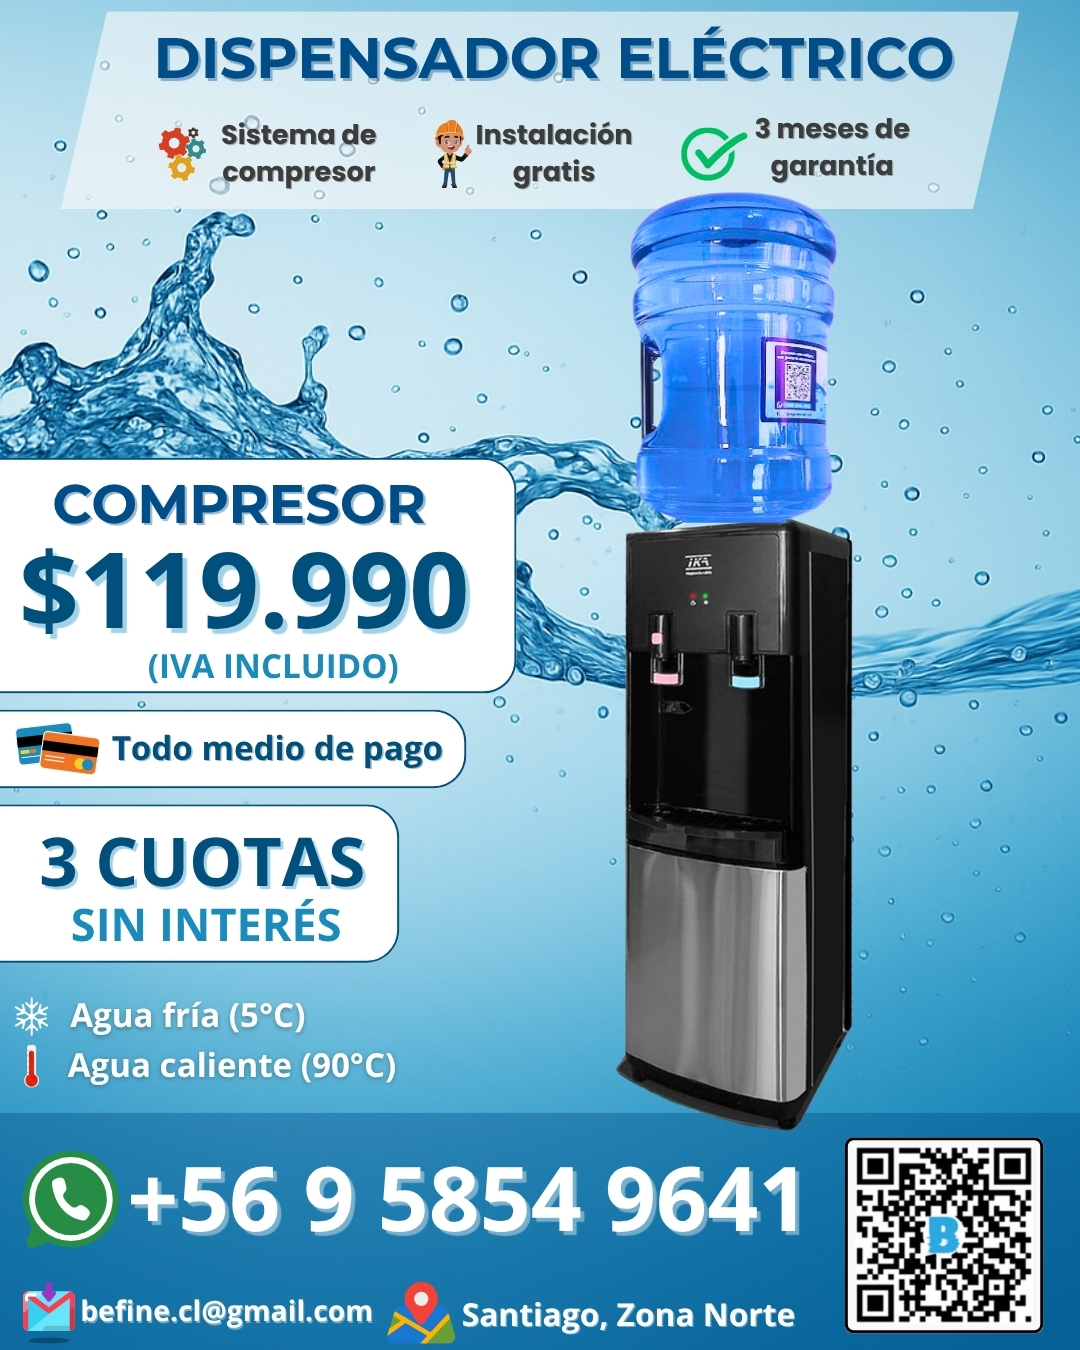 DISPENSADOR ELÉCTRICO
Sistema de
compresor
Instalación
gratis
3 meses de
garantía
IKA
COMPRESOR
$119.990
(IVA INCLUIDO)
Todo medio de pago
3 CUOTAS
SIN INTERÉS
Agua fría (5°C)
Agua caliente (90°C)
+56 9 5854 9641
B
befine.cl@gmail.com
Santiago, Zona Norte